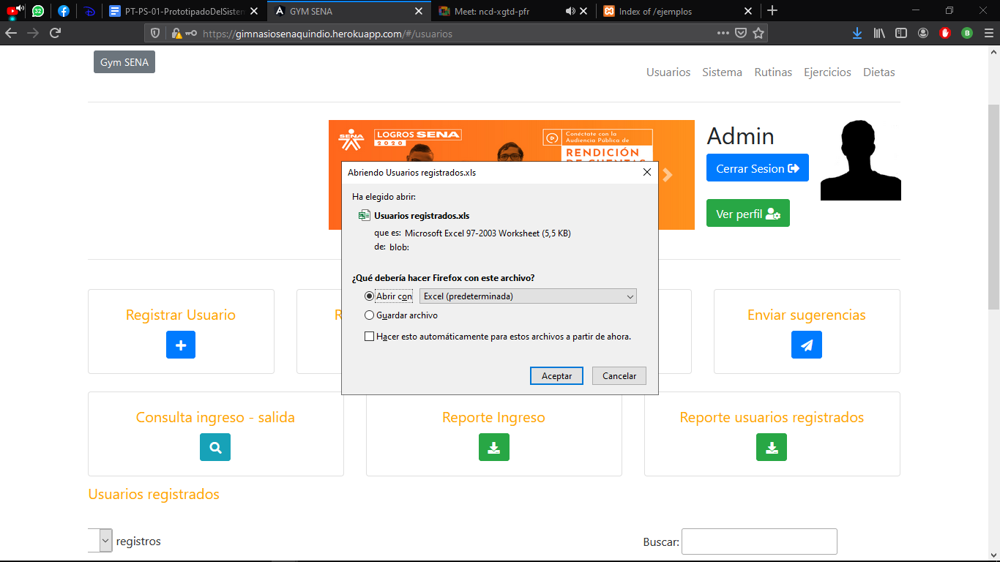 32
PT-PS-01-PrototipadoDelSistem
GYM SENA
Meet: ncd-xgtd-pfr
Index of /ejemplos
https://gimnasiosenaquindio.herokuapp.com/#/usuarios
B
Gym SENA
Usuarios Sistema Rutinas Ejercicios Dietas
SENA
LOGROS SENA
2020
Conéctate con la
Audiencia Pública de
RENDICIÓN
DE CUENTAS
Admin
Cerrar Sesion
Ver perfil
Abriendo Usuarios registrados.xls
Ha elegido abrir:
Usuarios registrados.xls
que es: Microsoft Excel 97-2003 Worksheet (5,5 KB)
de: blob:
¿Qué debería hacer Firefox con este archivo?
Abrir con Excel (predeterminada)
Guardar archivo
Hacer esto automáticamente para estos archivos a partir de ahora.
Aceptar Cancelar
Registrar Usuario
R
Enviar sugerencias
Consulta ingreso - salida
Reporte Ingreso
Reporte usuarios registrados
Usuarios registrados
registros
Buscar: